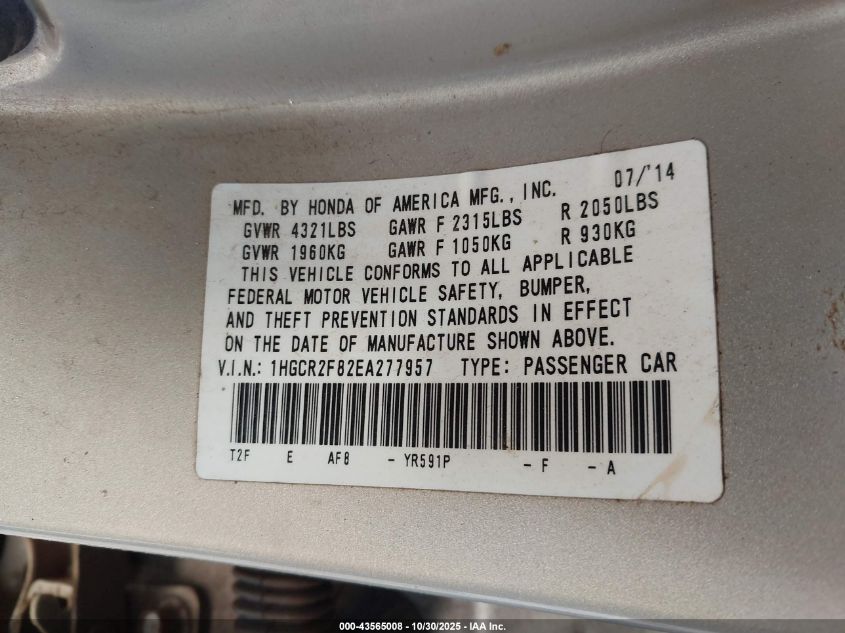 07/'14
MFD. BY HONDA OF AMERICA MFG., INC.
GVWR 4321LBS GAWR F 2315LBS R 2050LBS
GVWR 1960KG GAWR F 1050KG R 930KG
THIS VEHICLE CONFORMS TO ALL APPLICABLE
FEDERAL MOTOR VEHICLE SAFETY, BUMPER,
AND THEFT PREVENTION STANDARDS IN EFFECT
ON THE DATE OF MANUFACTURE SHOWN ABOVE.
V.I.N.: 1HGCR2F82EA277957 TYPE: PASSENGER CAR
T2F E AF8 - YR591P - F - A
000-43565008 - 10/30/2025 - IAA Inc.